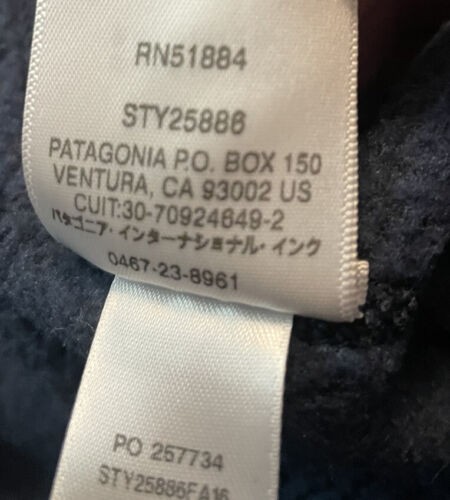 RN51884
STY25886
PATAGONIA P.O. BOX 150
VENTURA, CA 93002 US
CUIT:30-70924649-2
パタゴニア・インターナショナル・インク
0467-23-8961
PO 257734
STY25886FA16